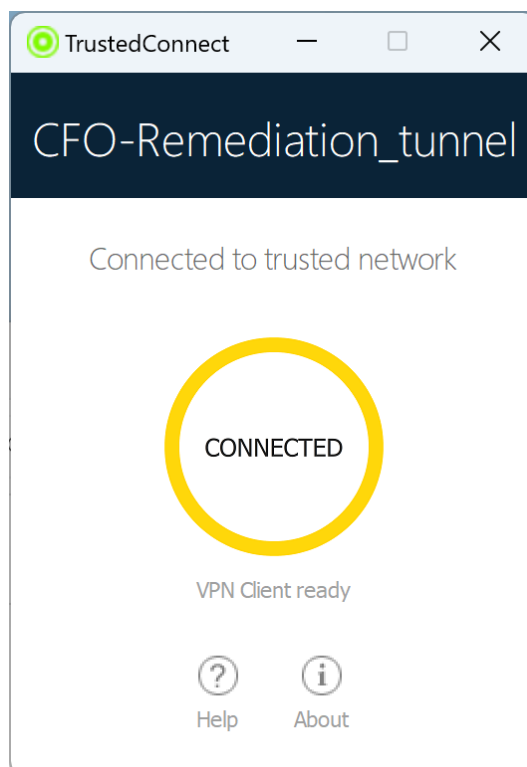 TrustedConnect
CFO-Remediation_tunnel
Connected to trusted network
CONNECTED
VPN Client ready
Help About